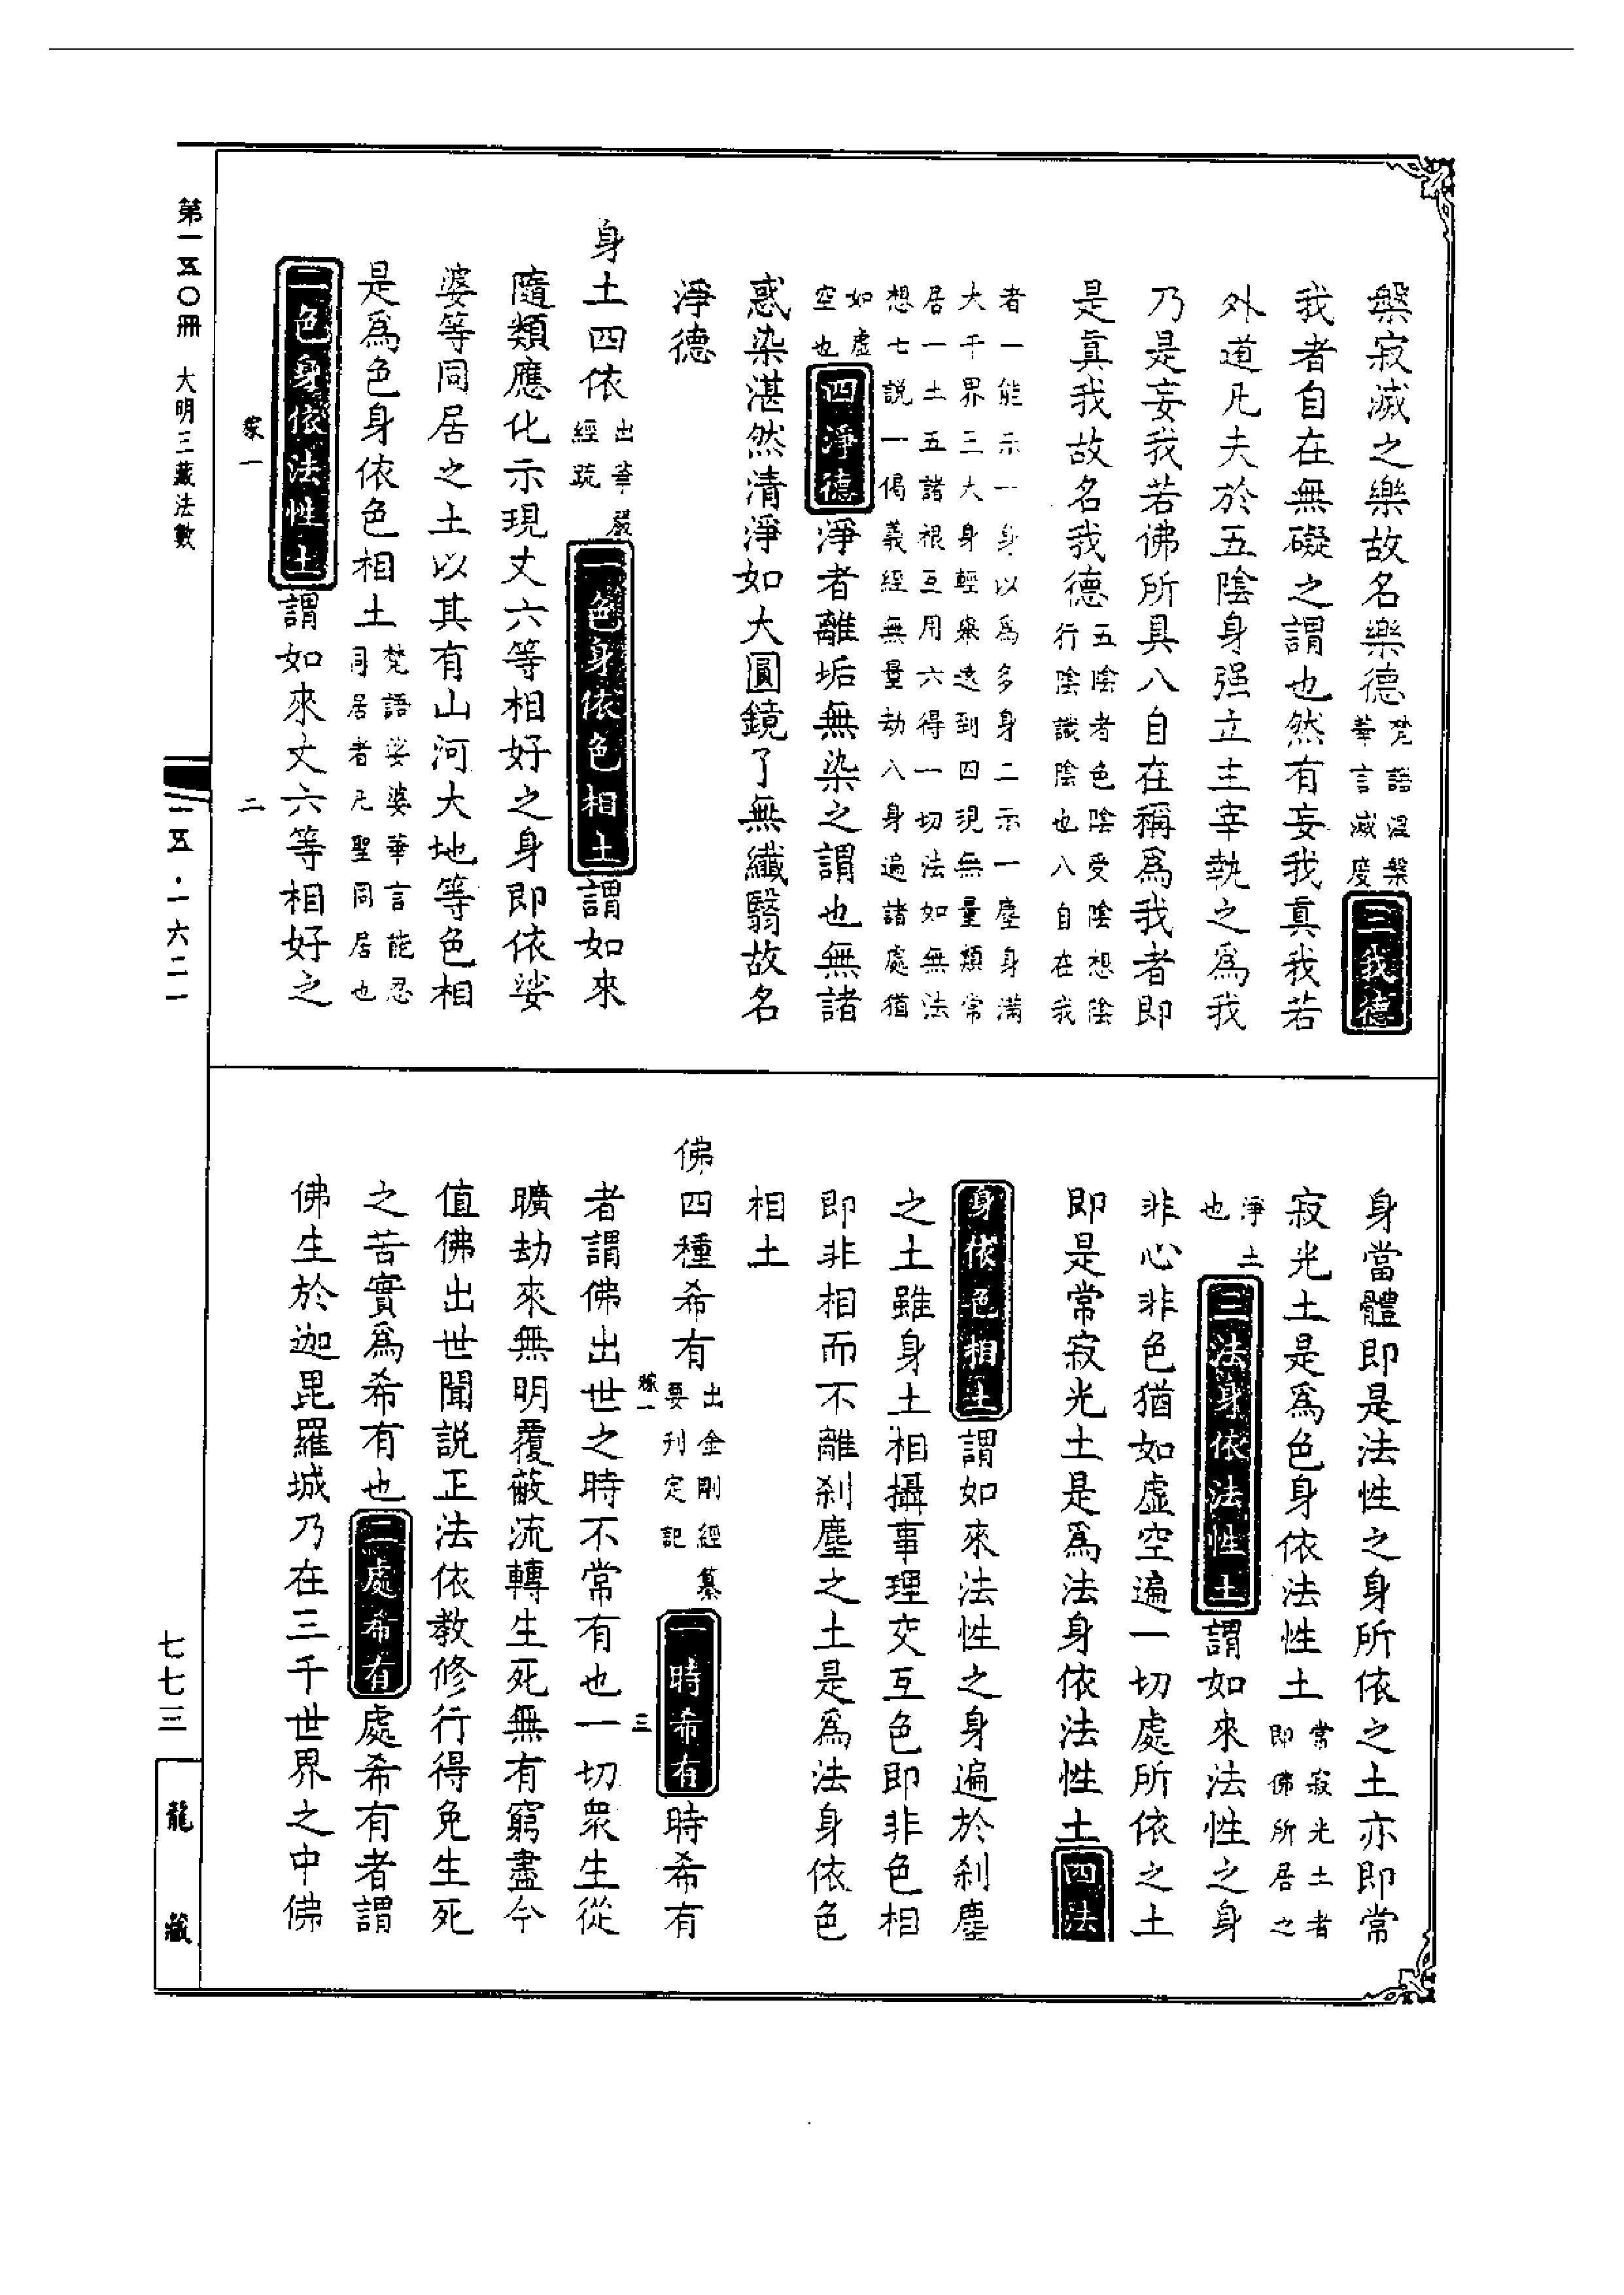 槃寂滅之樂故名樂德梵語涅槃華言滅度三我德
我者自在無礙之謂也然有妄我真我若
外道凡夫於五陰身强立主宰執之爲我
乃是妄我若佛所具八自在稱爲我者即
是真我故名我德五陰者色陰受陰想陰行陰識陰也八自在我
者一能示一身以爲多身二示一塵身滿
大千界三大身輕舉遠到四現無量類常
居一土五諸根互用六得一切法如無法
想七説一偈義經無量劫八身遍諸處猶
如虛空也四淨德淨者離垢無染之謂也無諸
惑染湛然清淨如大圓鏡了無纖翳故名
淨德
身土四依出華嚴經疏一色身依色相土謂如來
隨類應化示現丈六等相好之身即依娑
婆等同居之土以其有山河大地等色相
是爲色身依色相土梵語娑婆華言能忍同居者凡聖同居也
二色身依法性土謂如來丈六等相好之
稼一 二
第一五〇冊 大明三藏法數
二五·一六二一
身當體即是法性之身所依之土亦即常
寂光土是爲色身依法性土常寂光土者即佛所居之
淨土也三法身依法性土謂如來法性之身
非心非色猶如虛空遍一切處所依之土
即是常寂光土是爲法身依法性土四法
身依色相土謂如來法性之身遍於刹塵
之土雖身土相攝事理交互色即非色相
即非相而不離刹塵之土是爲法身依色
相土
佛四種希有出金剛經纂要刊定記一時希有時希有
稼一 三
者謂佛出世之時不常有也一切衆生從
曠劫來無明覆蔽流轉生死無有窮盡今
值佛出世聞説正法依教修行得免生死
之苦實爲希有也二處希有處希有者謂
佛生於迦毘羅城乃在三千世界之中佛
七七三
龍藏